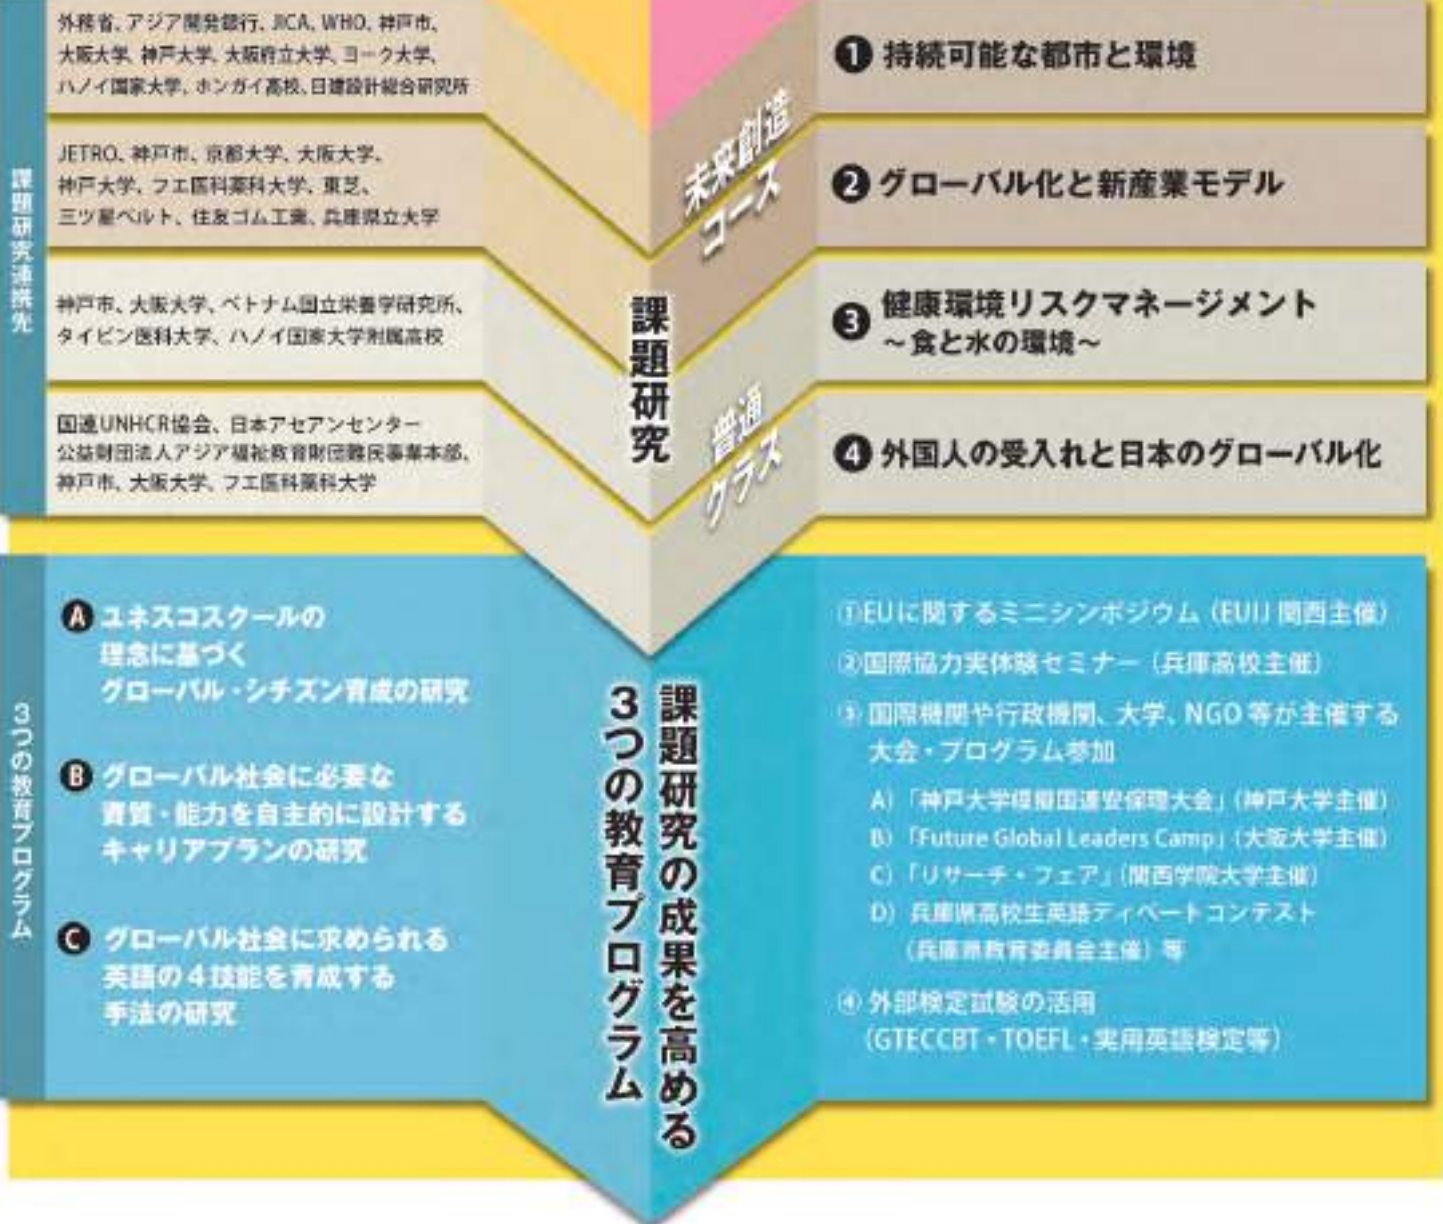 課題研究連携先
外務省、アジア開発銀行、JICA、WHO、神戸市、
大阪大学、神戸大学、大阪府立大学、ヨーク大学、
ハノイ国家大学、ホンガイ高校、日建設計総合研究所
JETRO、神戸市、京都大学、大阪大学、
神戸大学、フエ医科薬科大学、東芝、
三ツ星ベルト、住友ゴム工業、兵庫県立大学
神戸市、大阪大学、ベトナム国立栄養学研究所、
タイビン医科大学、ハノイ国家大学附属高校
国連UNHCR協会、日本アセアンセンター
公益財団法人アジア福祉教育財団難民事業本部、
神戸市、大阪大学、フエ医科薬科大学
課題研究
未来創造
コース
普通
クラス
❶ 持続可能な都市と環境
❷ グローバル化と新産業モデル
❸ 健康環境リスクマネージメント
～食と水の環境～
❹ 外国人の受入れと日本のグローバル化
3つの教育プログラム
A ユネスコスクールの
理念に基づく
グローバル・シチズン育成の研究
B グローバル社会に必要な
資質・能力を自主的に設計する
キャリアプランの研究
C グローバル社会に求められる
英語の4技能を育成する
手法の研究
課題研究の成果を高める
3つの教育プログラム
①EUに関するミニシンポジウム（EUIJ 関西主催）
②国際協力実体験セミナー（兵庫高校主催）
③ 国際機関や行政機関、大学、NGO 等が主催する
大会・プログラム参加
A）「神戸大学模擬国連安保理大会」（神戸大学主催）
B）「Future Global Leaders Camp」（大阪大学主催）
C）「リサーチ・フェア」（関西学院大学主催）
D） 兵庫県高校生英語ディベートコンテスト
（兵庫県教育委員会主催）等
④ 外部検定試験の活用
（GTECCBT・TOEFL・実用英語検定等）